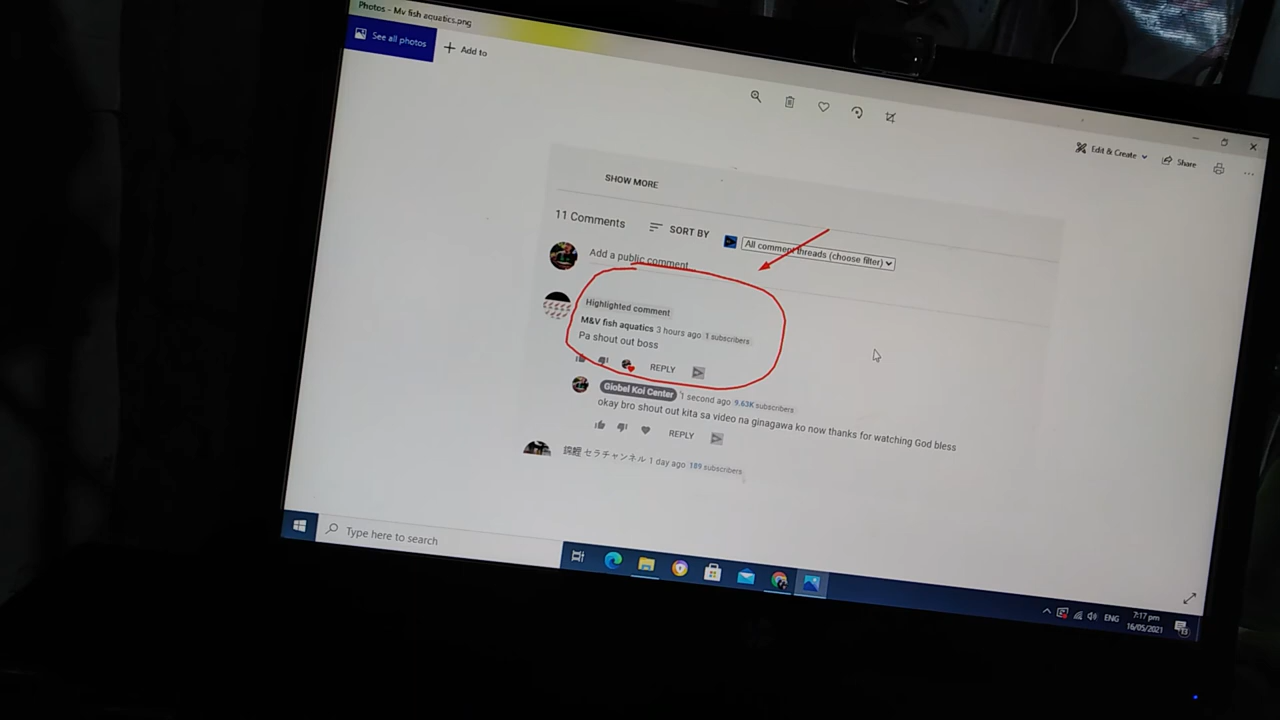 Photos - Mv fish aquatics.png
See all photos
Add to
Edit & Create
Share
SHOW MORE
11 Comments
SORT BY
All comment threads (choose filter)
Add a public comment...
Highlighted comment
M&V fish aquatics 3 hours ago 1 subscribers
Pa shout out boss
REPLY
Globel Koi Center 1 second ago 9.63K subscribers
okay bro shout out kita sa video na ginagawa ko now thanks for watching God bless
REPLY
錦鯉 セラチャンネル 1 day ago 189 subscribers
Type here to search
ENG
7:17 pm
16/05/2021